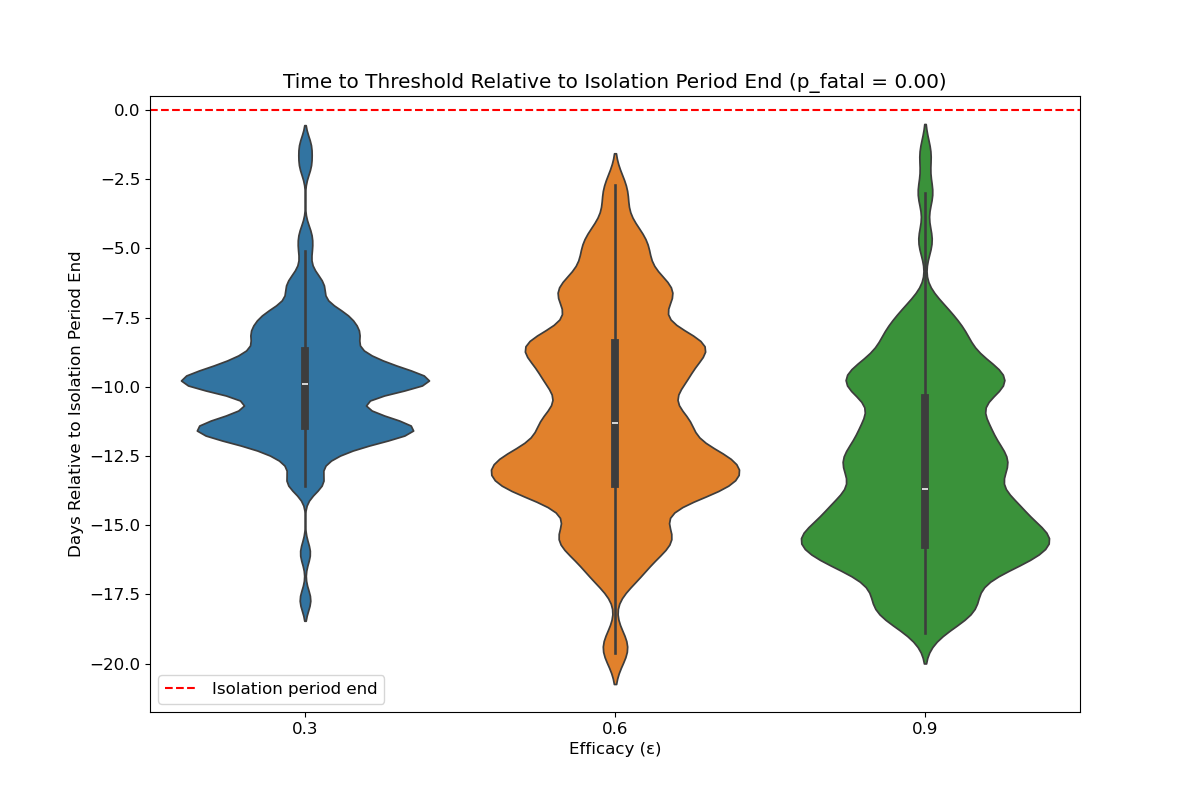 Time to Threshold Relative to Isolation Period End (p_fatal = 0.00)
Days Relative to Isolation Period End
0.0
−2.5
−5.0
−7.5
−10.0
−12.5
−15.0
−17.5
−20.0
Isolation period end
0.3 0.6 0.9
Efficacy (ε)